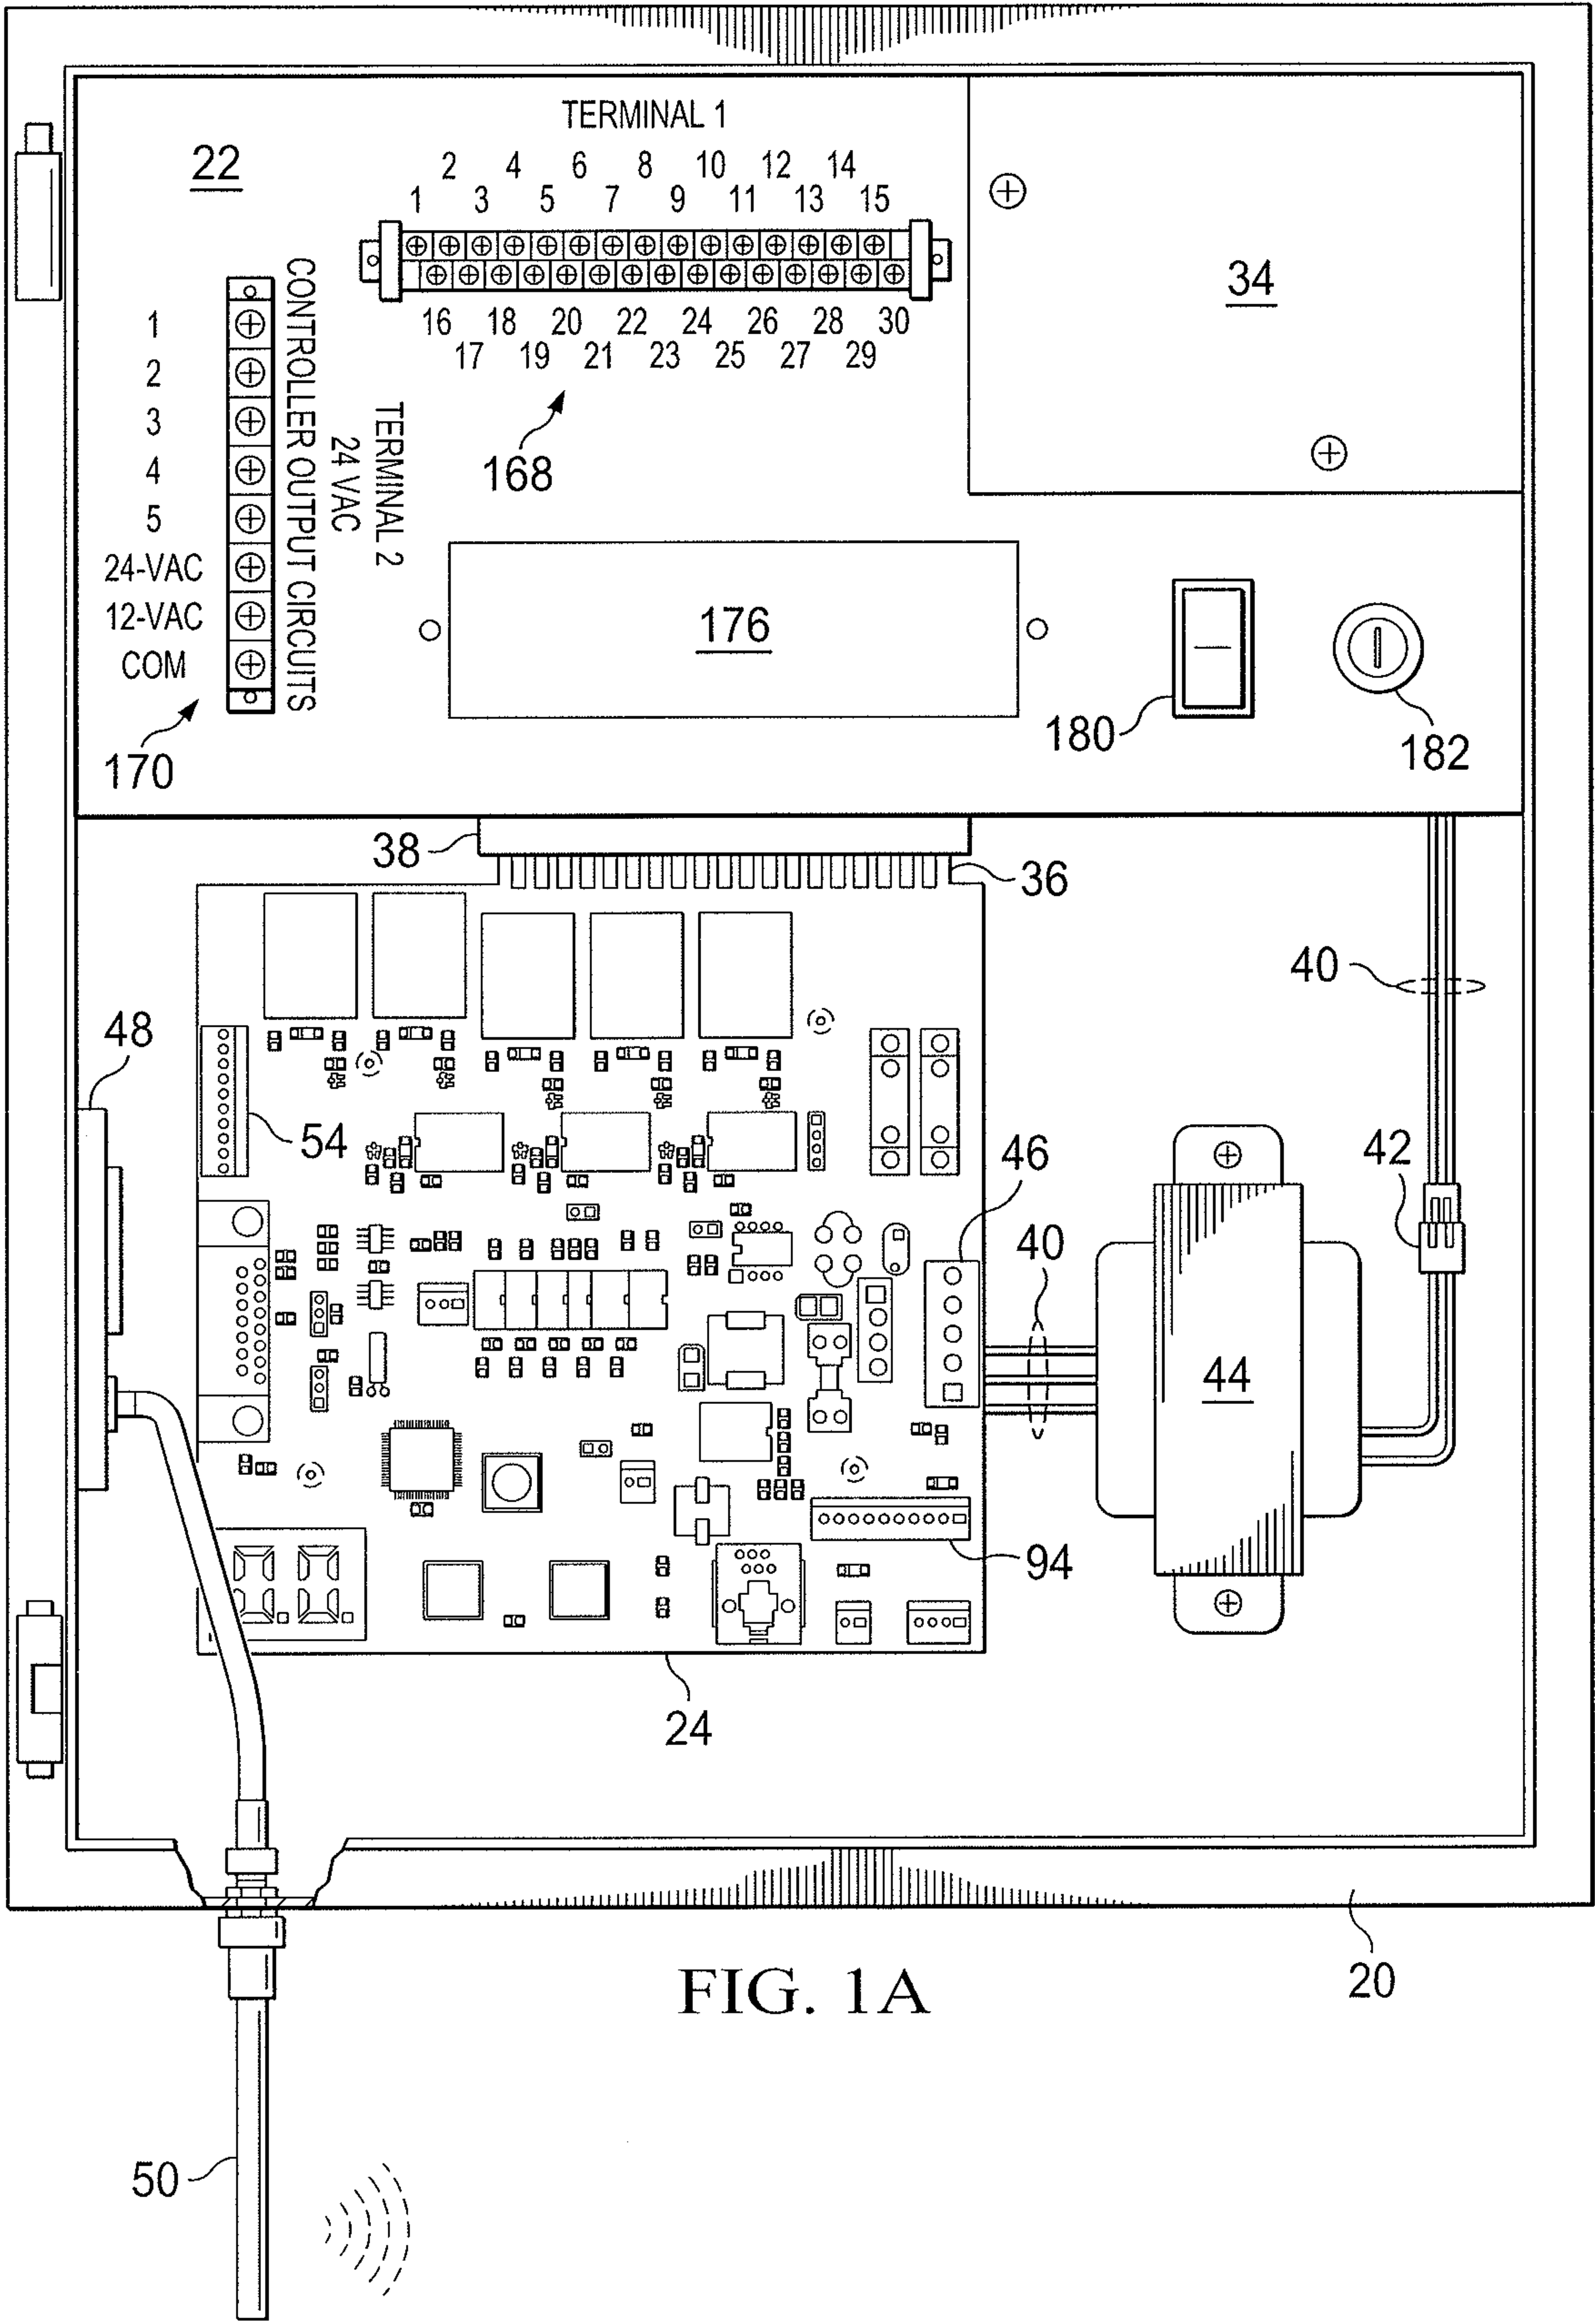 TERMINAL 1
22
2 4 6 8 10 12 14
1 3 5 7 9 11 13 15
34
16 18 20 22 24 26 28 30
17 19 21 23 25 27 29
168
1
2
3
4
5
24-VAC
12-VAC
COM
CONTROLLER OUTPUT CIRCUITS
24 VAC
TERMINAL 2
170
176
180
182
38
36
40
48
54
46
42
40
44
94
24
20
FIG. 1A
50